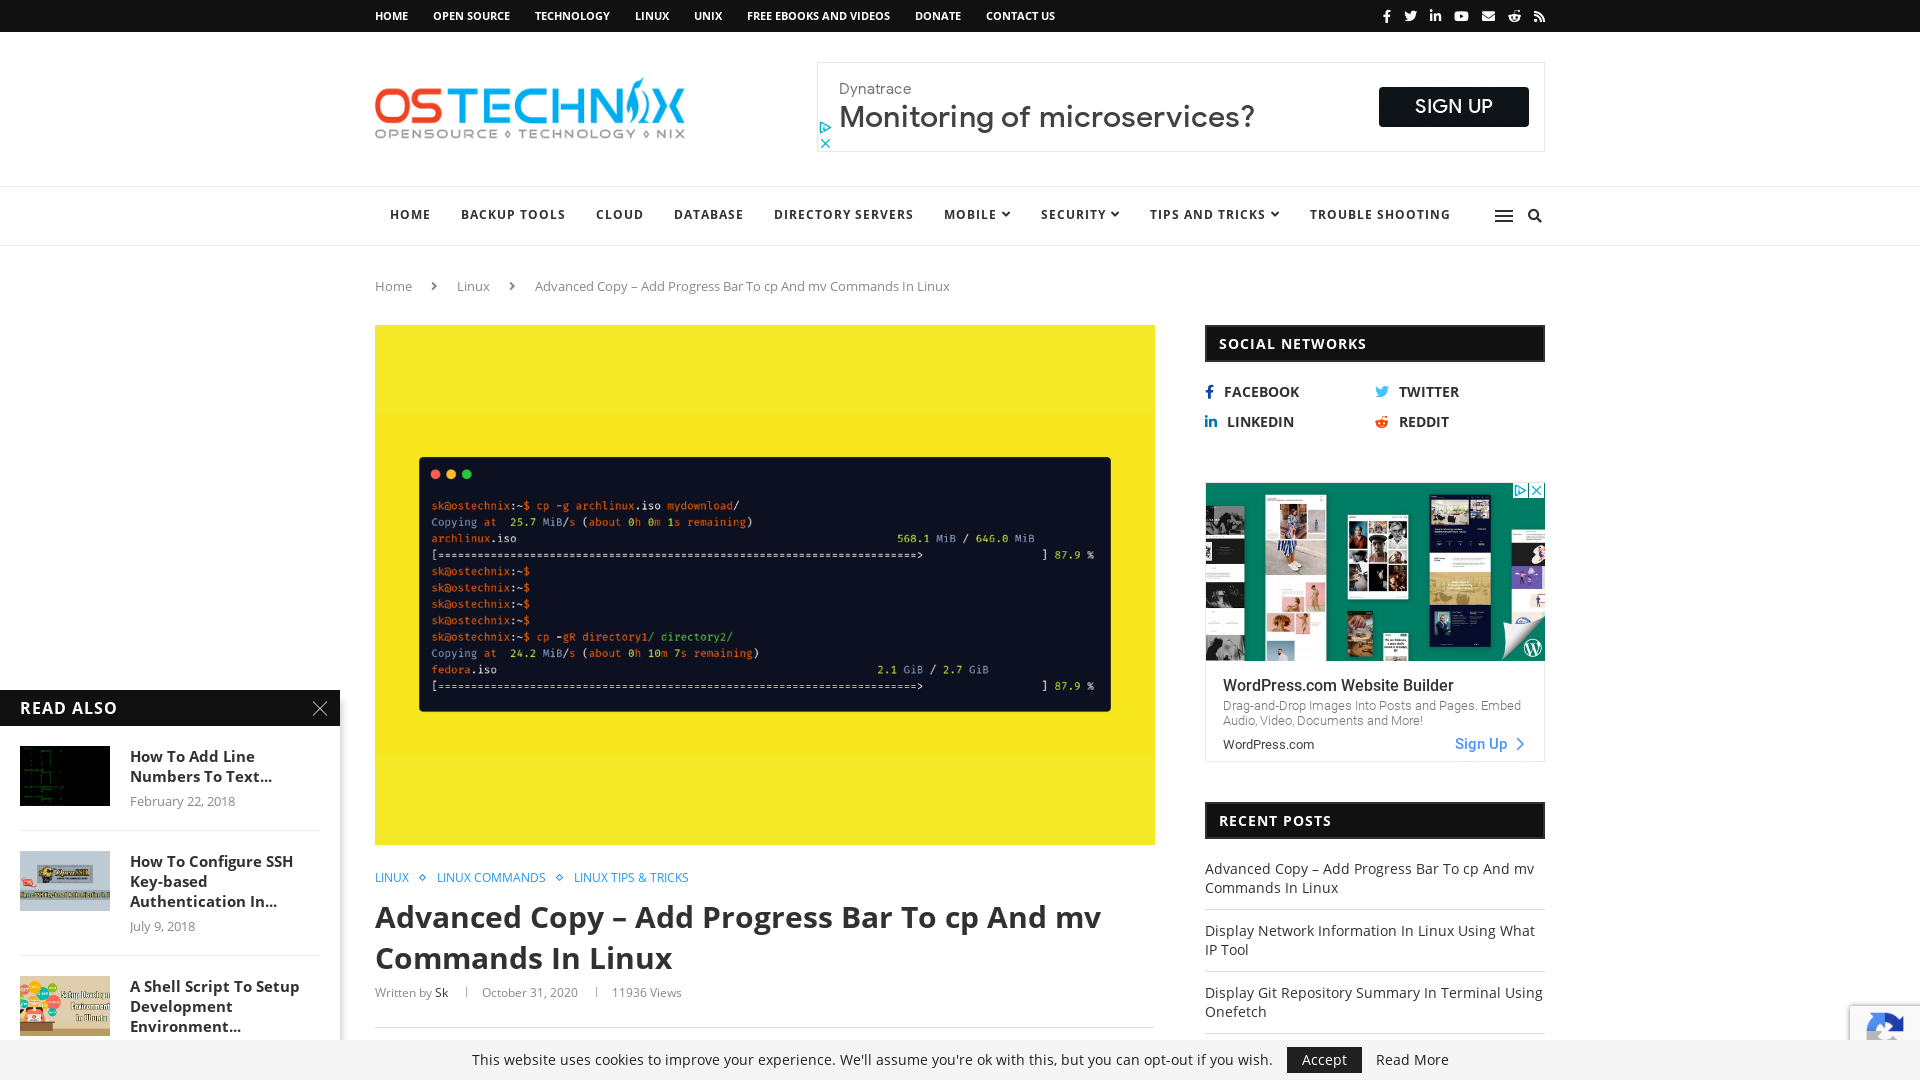 HOME OPEN SOURCE TECHNOLOGY LINUX UNIX FREE EBOOKS AND VIDEOS DONATE CONTACT US
OSTECHNIX
OPENSOURCE ⋄ TECHNOLOGY ⋄ NIX
Dynatrace
Monitoring of microservices?
SIGN UP
HOME BACKUP TOOLS CLOUD DATABASE DIRECTORY SERVERS MOBILE SECURITY TIPS AND TRICKS TROUBLE SHOOTING
Home > Linux > Advanced Copy – Add Progress Bar To cp And mv Commands In Linux
sk@ostechnix:~$ cp -g archlinux.iso mydownload/
Copying at 25.7 MiB/s (about 0h 0m 1s remaining)
archlinux.iso 568.1 MiB / 646.0 MiB
[=========================================================================> ] 87.9 %
sk@ostechnix:~$
sk@ostechnix:~$
sk@ostechnix:~$
sk@ostechnix:~$
sk@ostechnix:~$ cp -gR directory1/ directory2/
Copying at 24.2 MiB/s (about 0h 10m 7s remaining)
fedora.iso 2.1 GiB / 2.7 GiB
[=========================================================================> ] 87.9 %
LINUX ⋄ LINUX COMMANDS ⋄ LINUX TIPS & TRICKS
Advanced Copy – Add Progress Bar To cp And mv
Commands In Linux
Written by Sk | October 31, 2020 | 11936 Views
SOCIAL NETWORKS
FACEBOOK TWITTER
LINKEDIN REDDIT
WordPress.com Website Builder
Drag-and-Drop Images Into Posts and Pages. Embed
Audio, Video, Documents and More!
WordPress.com Sign Up
RECENT POSTS
Advanced Copy – Add Progress Bar To cp And mv
Commands In Linux
Display Network Information In Linux Using What
IP Tool
Display Git Repository Summary In Terminal Using
Onefetch
READ ALSO
How To Add Line
Numbers To Text...
February 22, 2018
How To Configure SSH
Key-based
Authentication In...
July 9, 2018
A Shell Script To Setup
Development
Environment...
This website uses cookies to improve your experience. We'll assume you're ok with this, but you can opt-out if you wish. Accept Read More